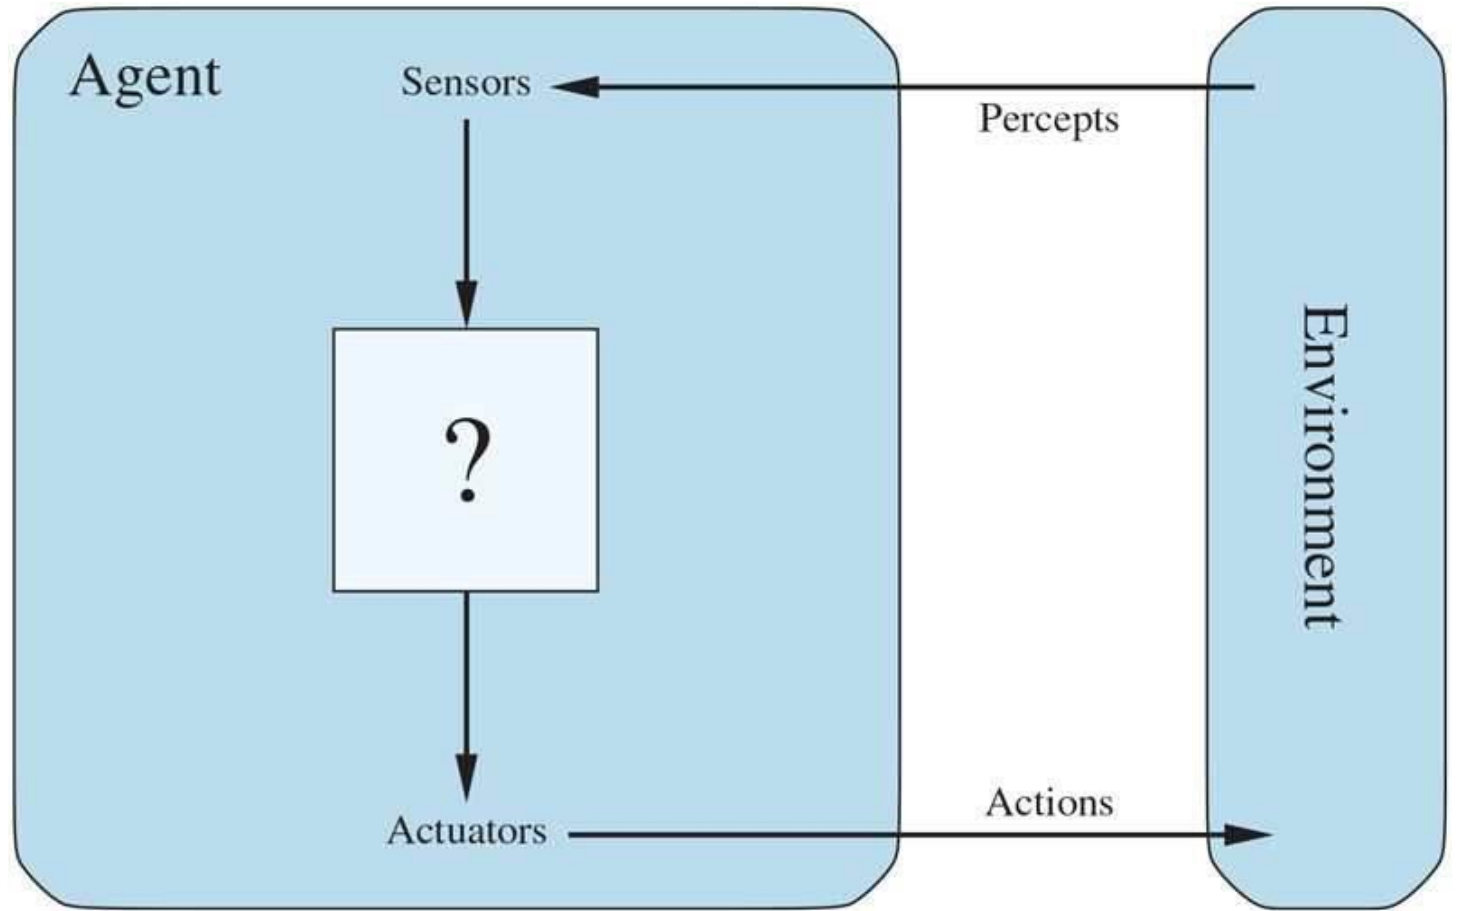 Agent
Sensors
Percepts
?
Environment
Actions
Actuators